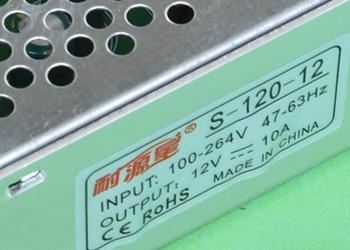 耐源星 S-120-12
INPUT: 100-264V 47-63Hz
OUTPUT: 12V 10A
CE RoHS MADE IN CHINA